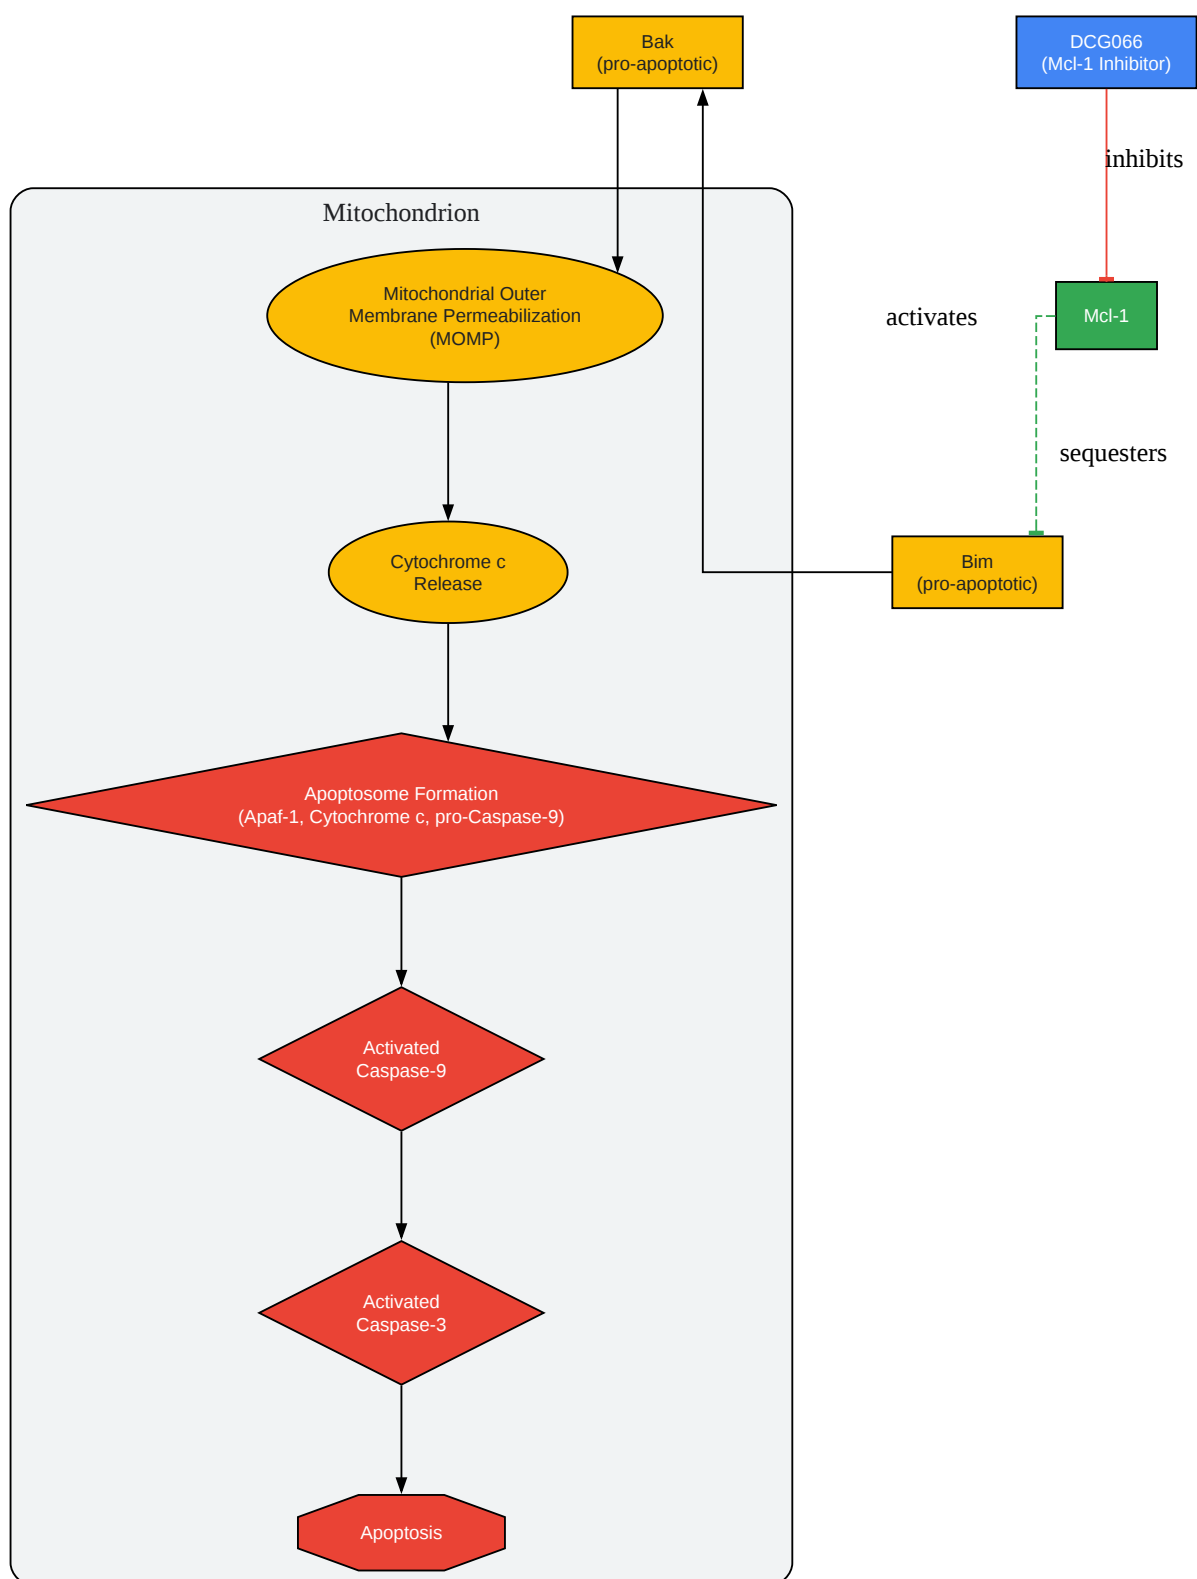 Bak
(pro-apoptotic)
DCG066
(Mcl-1 Inhibitor)
inhibits
Mitochondrion
Mitochondrial Outer
Membrane Permeabilization
(MOMP)
activates
Mcl-1
sequesters
Cytochrome c
Release
Bim
(pro-apoptotic)
Apoptosome Formation
(Apaf-1, Cytochrome c, pro-Caspase-9)
Activated
Caspase-9
Activated
Caspase-3
Apoptosis